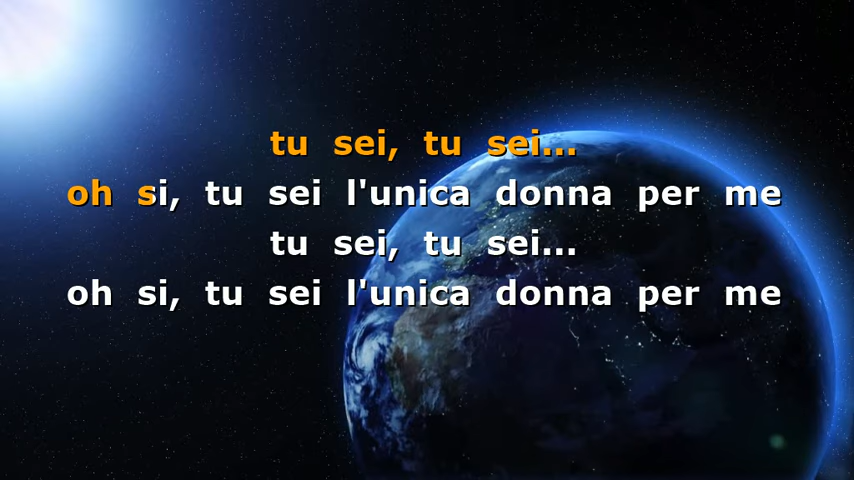 tu sei, tu sei...
oh si, tu sei l'unica donna per me
tu sei, tu sei...
oh si, tu sei l'unica donna per me